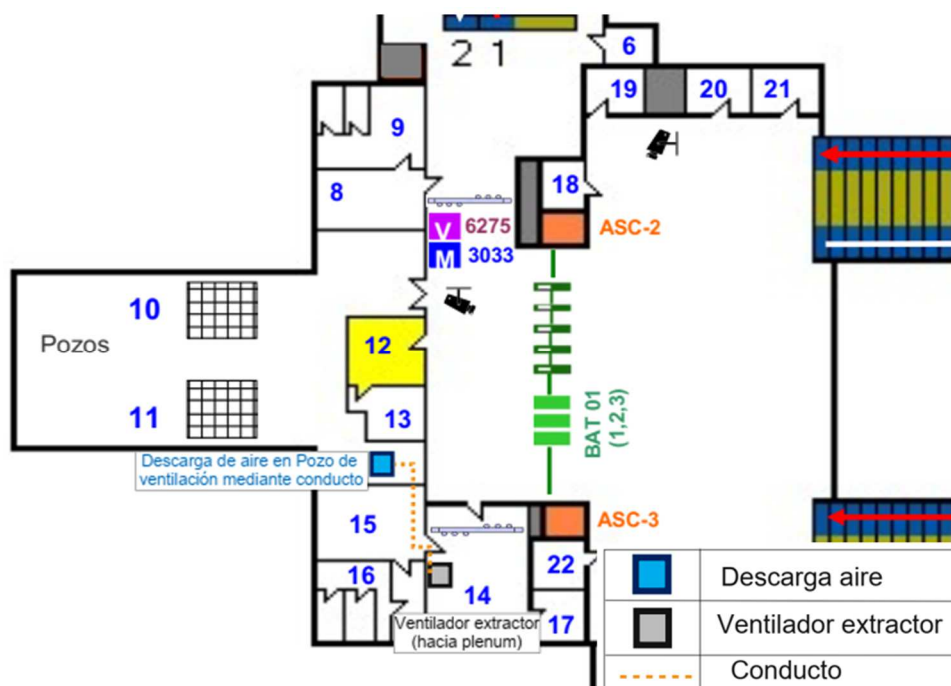 2 1
6
19
20
21
9
8
18
V 6275
M 3033
ASC-2
10
Pozos
11
12
13
BAT 01
(1,2,3)
Descarga de aire en Pozo de
ventilación mediante conducto
15
16
14
ASC-3
22
17
Ventilador extractor
(hacia plenum)
Descarga aire
Ventilador extractor
Conducto